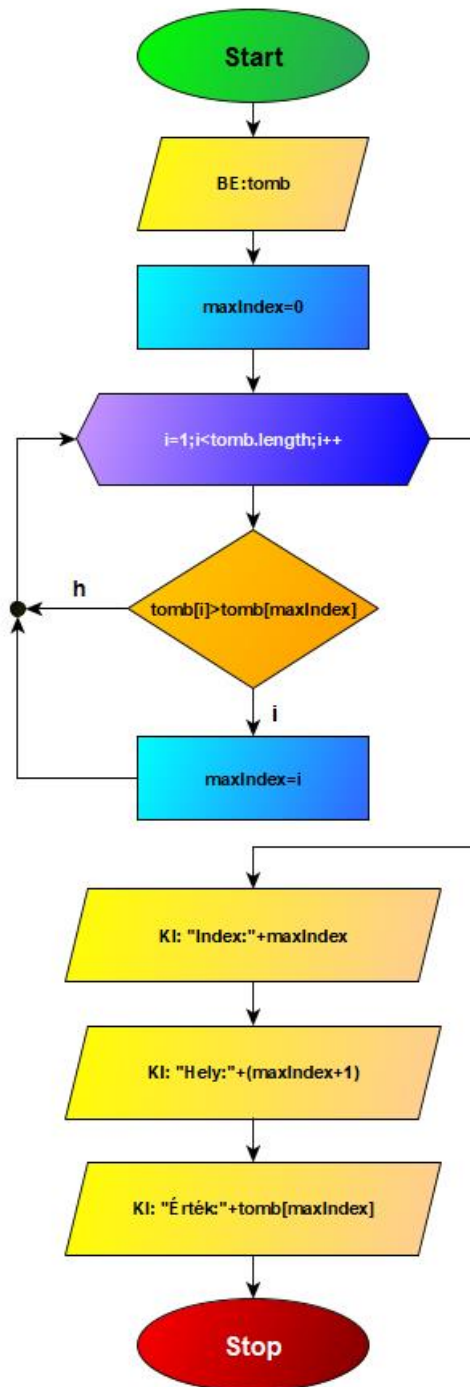 Start
BE:tomb
maxIndex=0
i=1;i<tomb.length;i++
h
tomb[i]>tomb[maxIndex]
i
maxIndex=i
KI: "Index:"+maxIndex
KI: "Hely:"+(maxIndex+1)
KI: "Érték:"+tomb[maxIndex]
Stop